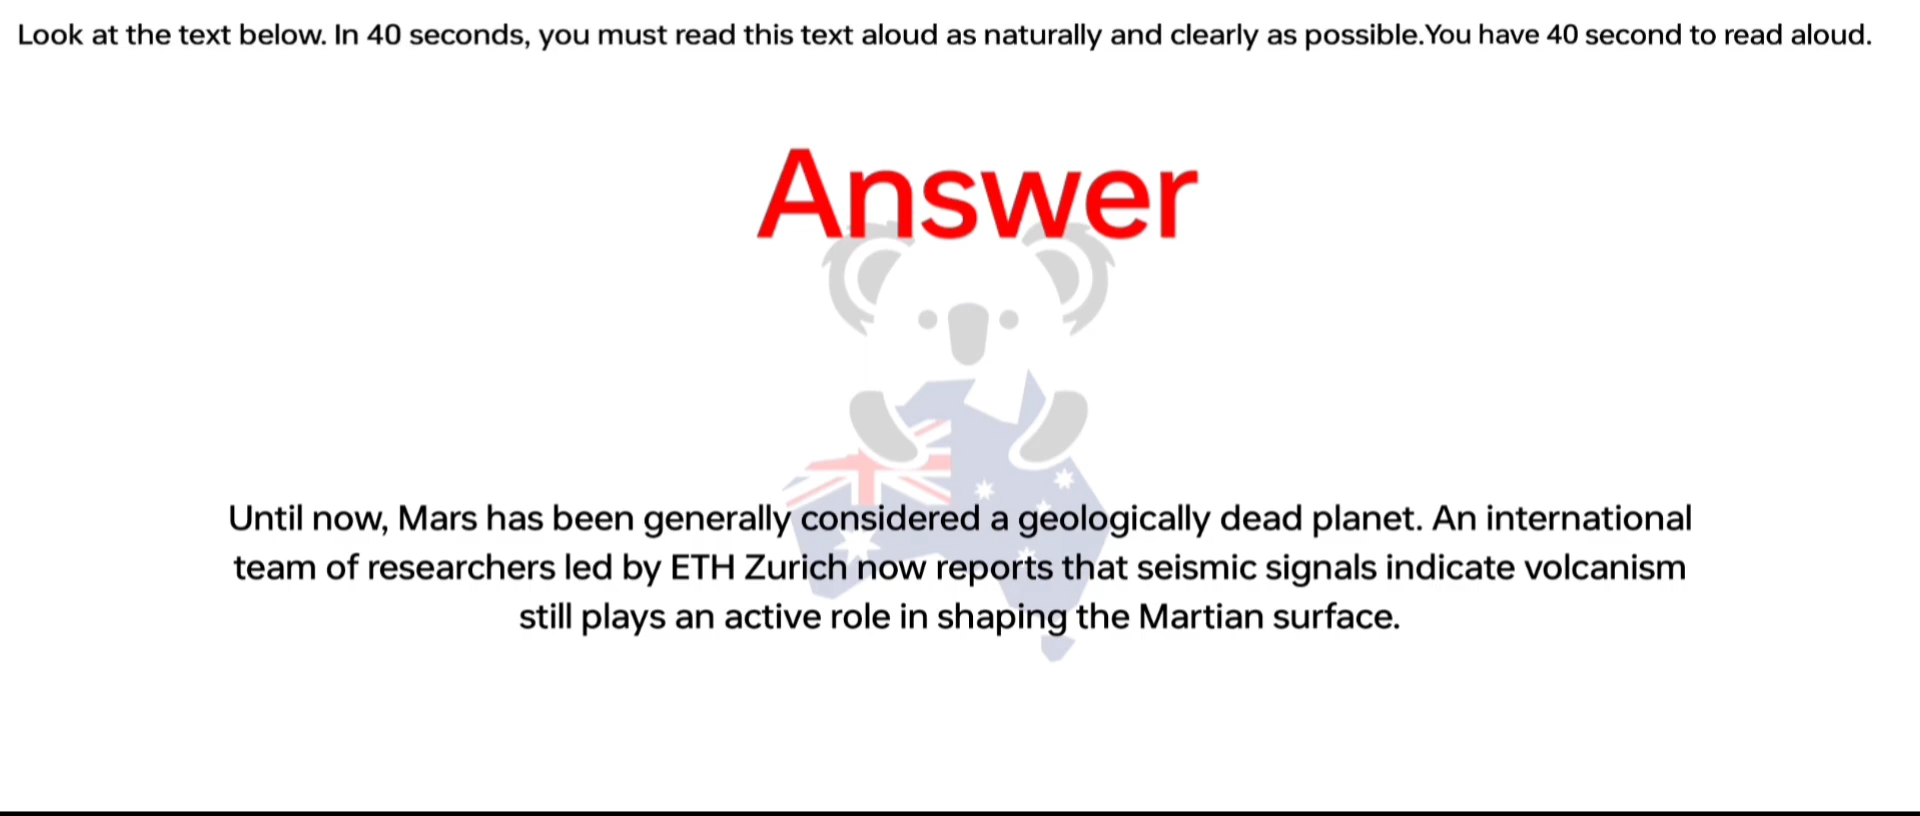 Look at the text below. In 40 seconds, you must read this text aloud as naturally and clearly as possible.You have 40 second to read aloud.
Answer
Until now, Mars has been generally considered a geologically dead planet. An international
team of researchers led by ETH Zurich now reports that seismic signals indicate volcanism
still plays an active role in shaping the Martian surface.